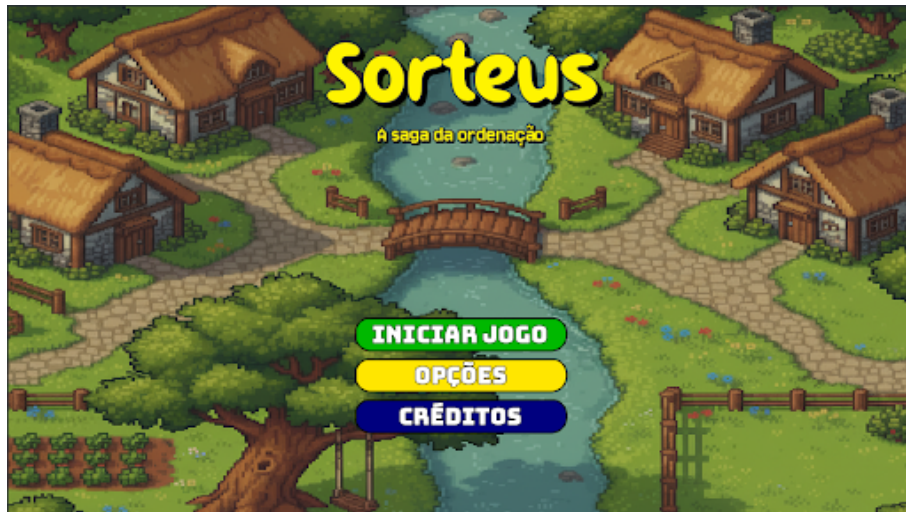 Sorteus
A saga da ordenação
INICIAR JOGO
OPÇÕES
CRÉDITOS